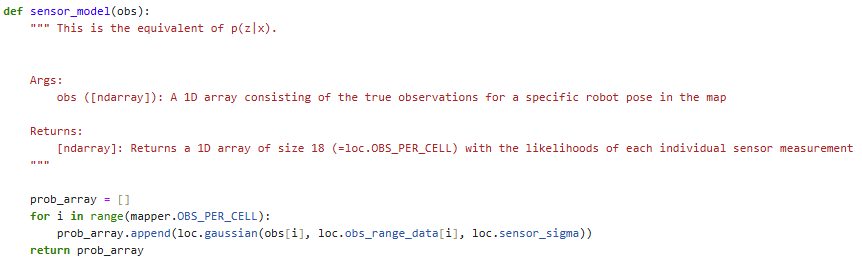 def sensor_model(obs):
    """ This is the equivalent of p(z|x).
    Args:
        obs ([ndarray]): A 1D array consisting of the true observations for a specific robot pose in the map
    Returns:
        [ndarray]: Returns a 1D array of size 18 (=loc.OBS_PER_CELL) with the likelihoods of each individual sensor measurement
    """
    prob_array = []
    for i in range(mapper.OBS_PER_CELL):
        prob_array.append(loc.gaussian(obs[i], loc.obs_range_data[i], loc.sensor_sigma))
    return prob_array